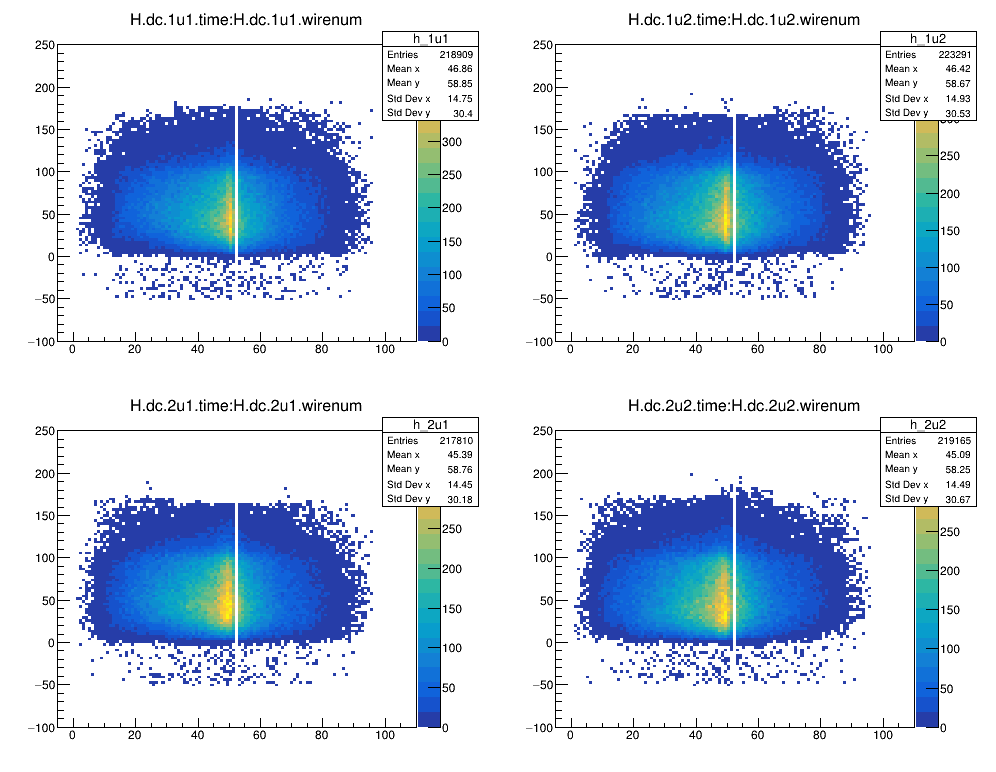 H.dc.1u1.time:H.dc.1u1.wirenum
h_1u1
Entries 218909
Mean x 46.86
Mean y 58.85
Std Dev x 14.75
Std Dev y 30.4
250
200
150
100
50
0
−50
−100
0 20 40 60 80 100
300
250
200
150
100
50
0
H.dc.1u2.time:H.dc.1u2.wirenum
h_1u2
Entries 223291
Mean x 46.42
Mean y 58.67
Std Dev x 14.93
Std Dev y 30.53
250
200
150
100
50
0
−50
−100
0 20 40 60 80 100
300
250
200
150
100
50
0
H.dc.2u1.time:H.dc.2u1.wirenum
h_2u1
Entries 217810
Mean x 45.39
Mean y 58.76
Std Dev x 14.45
Std Dev y 30.18
250
200
150
100
50
0
−50
−100
0 20 40 60 80 100
250
200
150
100
50
0
H.dc.2u2.time:H.dc.2u2.wirenum
h_2u2
Entries 219165
Mean x 45.09
Mean y 58.25
Std Dev x 14.49
Std Dev y 30.67
250
200
150
100
50
0
−50
−100
0 20 40 60 80 100
250
200
150
100
50
0